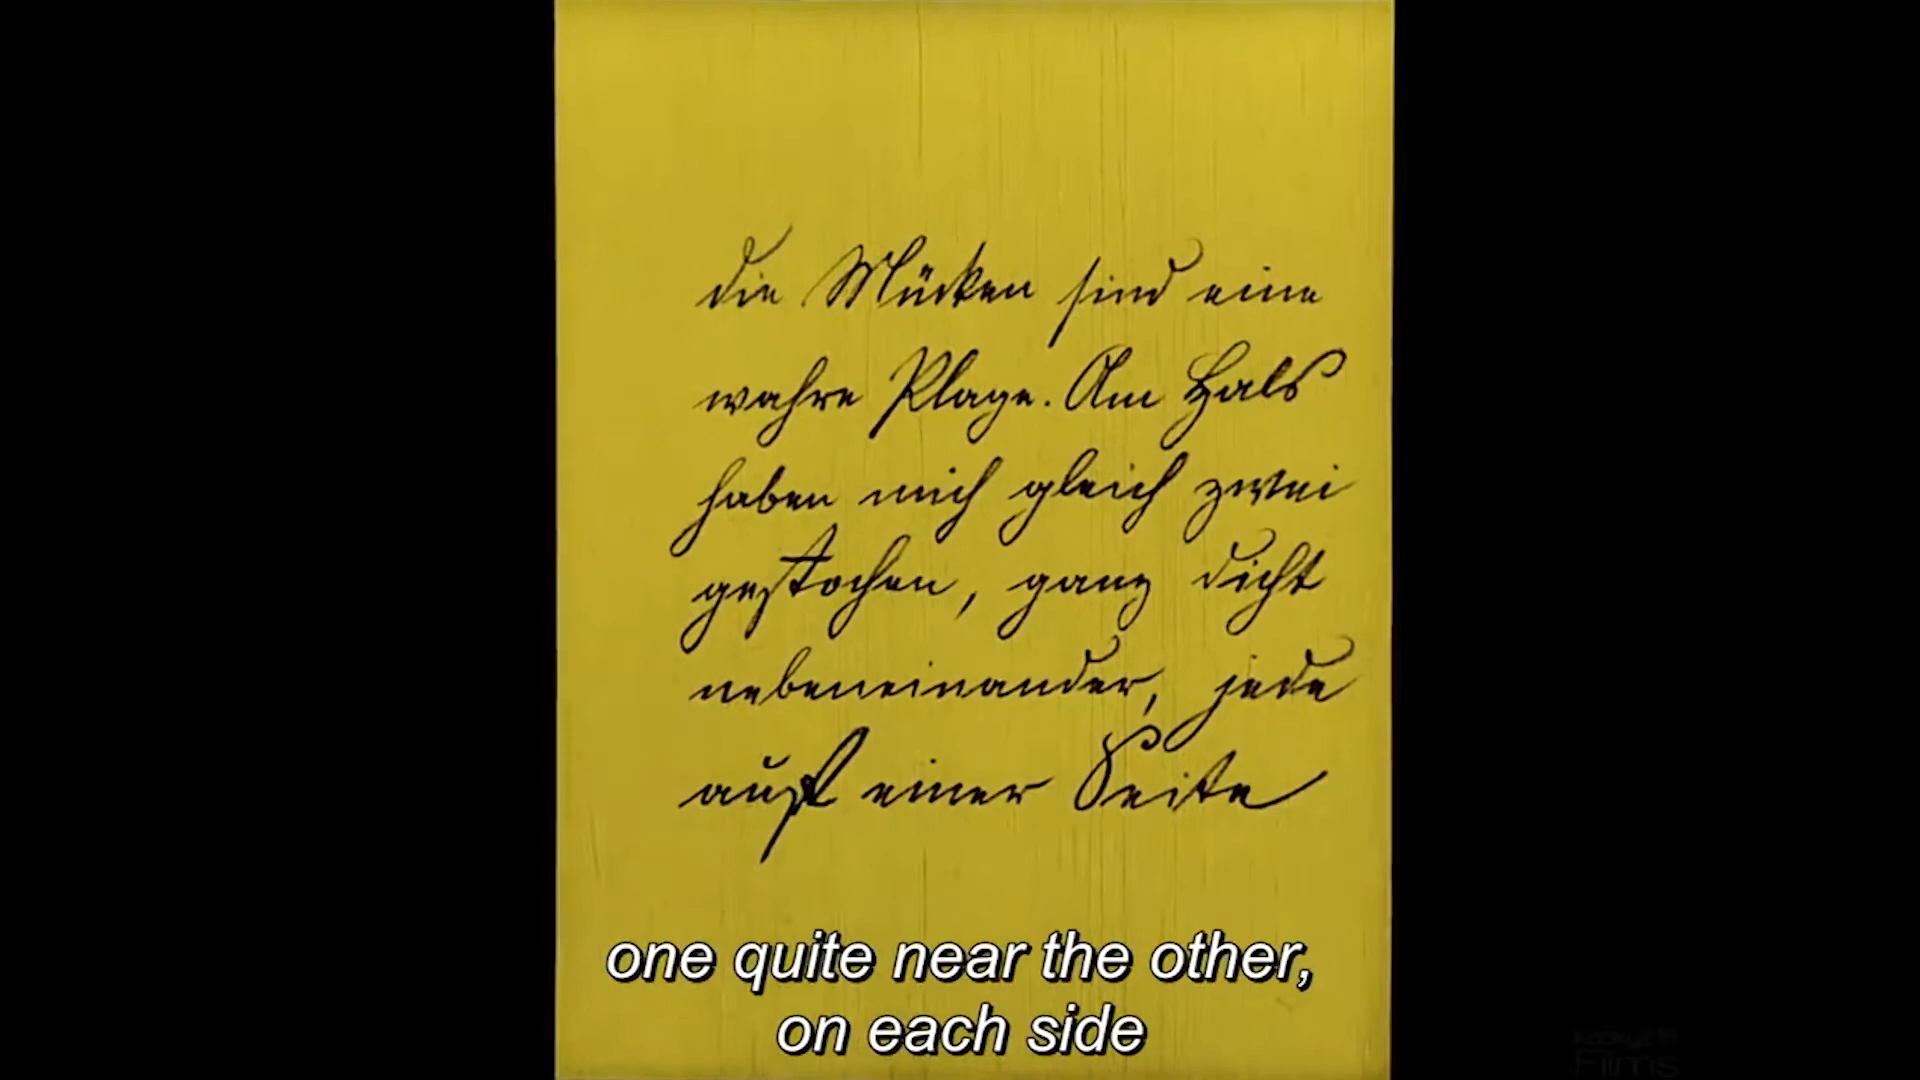 die Mücken sind eine
wahre Plage. Am Hals
haben mich gleich zwei
gestochen, ganz dicht
nebeneinander, jede
auf einer Seite
one quite near the other,
on each side
Films